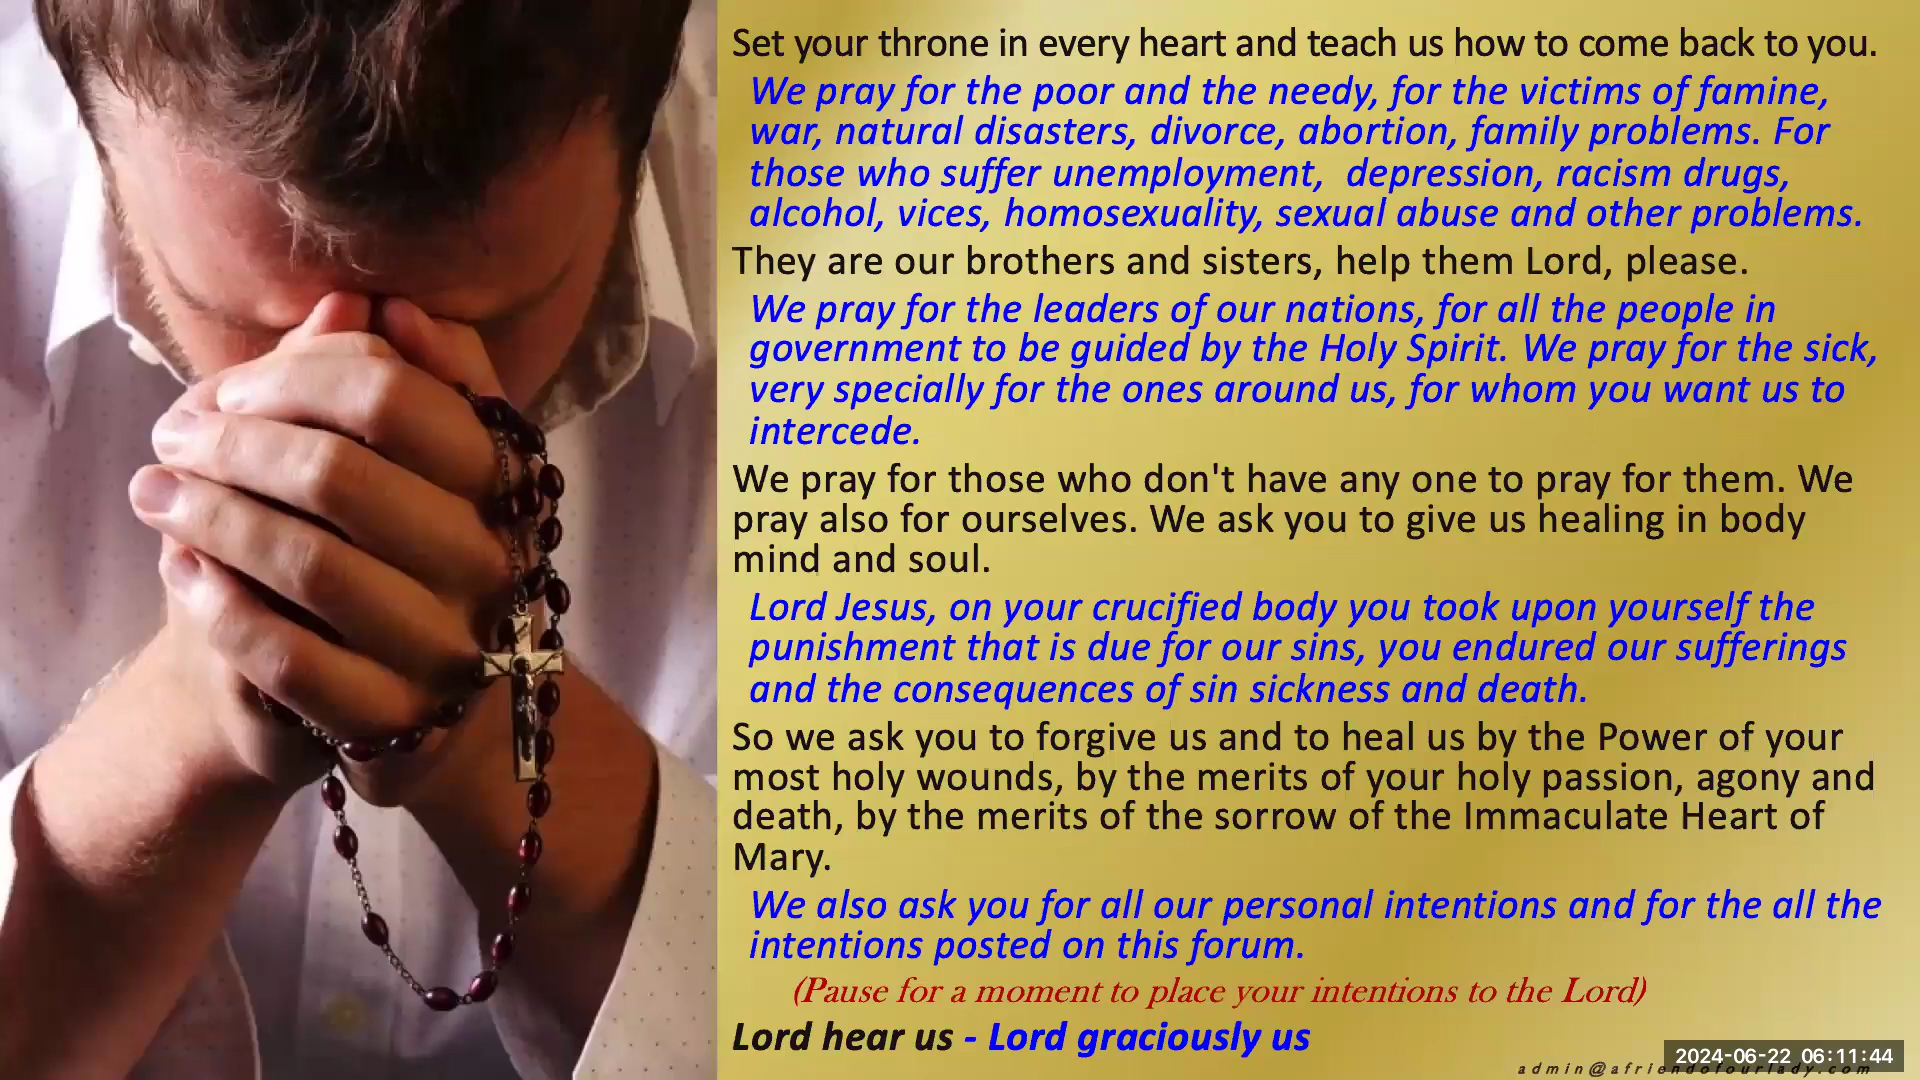 Set your throne in every heart and teach us how to come back to you.
We pray for the poor and the needy, for the victims of famine,
war, natural disasters, divorce, abortion, family problems. For
those who suffer unemployment, depression, racism drugs,
alcohol, vices, homosexuality, sexual abuse and other problems.
They are our brothers and sisters, help them Lord, please.
We pray for the leaders of our nations, for all the people in
government to be guided by the Holy Spirit. We pray for the sick,
very specially for the ones around us, for whom you want us to
intercede.
We pray for those who don't have any one to pray for them. We
pray also for ourselves. We ask you to give us healing in body
mind and soul.
Lord Jesus, on your crucified body you took upon yourself the
punishment that is due for our sins, you endured our sufferings
and the consequences of sin sickness and death.
So we ask you to forgive us and to heal us by the Power of your
most holy wounds, by the merits of your holy passion, agony and
death, by the merits of the sorrow of the Immaculate Heart of
Mary.
We also ask you for all our personal intentions and for the all the
intentions posted on this forum.
(Pause for a moment to place your intentions to the Lord)
Lord hear us - Lord graciously us
2024-06-22 06:11:44
admin@afriendofourlady.com